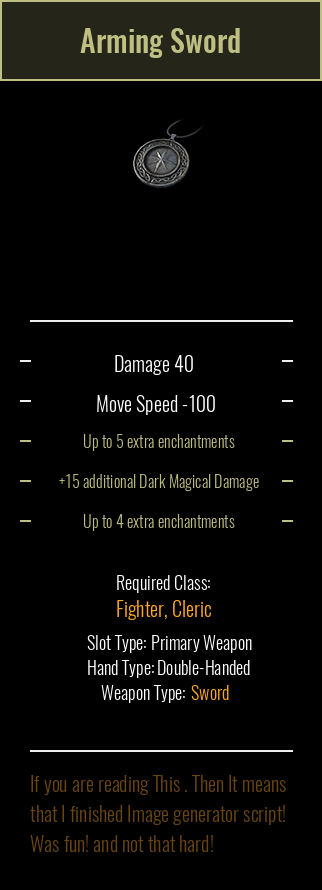 Arming Sword
Damage 40
Move Speed -100
Up to 5 extra enchantments
+15 additional Dark Magical Damage
Up to 4 extra enchantments
Required Class:
Fighter, Cleric
Slot Type: Primary Weapon
Hand Type: Double-Handed
Weapon Type: Sword
If you are reading This . Then It means
that I finished Image generator script!
Was fun! and not that hard!